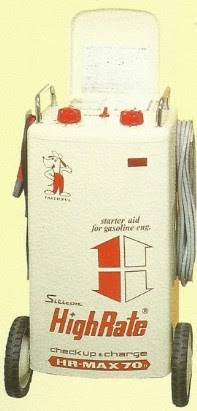 starter aid
for gasoline eng.
Silicon
HighRate®
checkup & charge
HR-MAX70